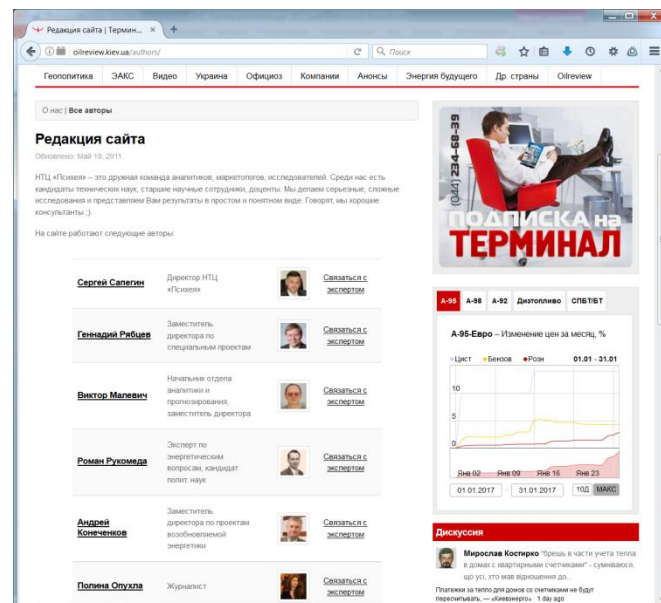 Редакция сайта | Термин... × +
oilreview.kiev.ua/authors/
Поиск
Геополитика ЭАКС Видео Украина Официоз Компании Анонсы Энергия будущего Др. страны Oilreview
О нас | Все авторы
Редакция сайта
Обновлено: Май 19, 2011.
НТЦ «Психея» – это дружная команда аналитиков, маркетологов, исследователей. Среди нас есть
кандидаты технических наук, старшие научные сотрудники, доценты. Мы делаем серьезные, сложные
исследования и представляем Вам результаты в простом и понятном виде. Говорят, мы хорошие
консультанты ;).
На сайте работают следующие авторы:
Сергей Сапегин
Директор НТЦ
«Психея»
Связаться с
экспертом
Геннадий Рябцев
Заместитель
директора по
специальным проектам
Связаться с
экспертом
Виктор Малевич
Начальник отдела
аналитики и
прогнозирования,
заместитель директора
Связаться с
экспертом
Роман Рукомеда
Эксперт по
энергетическим
вопросам, кандидат
полит. наук
Связаться с
экспертом
Андрей
Конеченков
Заместитель
директора по проектам
возобновляемой
энергетики
Связаться с
экспертом
Полина Опухла
Журналист
Связаться с
экспертом
(044) 234-68-39
ПОДПИСКА на
ТЕРМИНАЛ
А-95 А-98 А-92 Дизтопливо СПБТ/БТ
А-95-Евро – Изменение цен за месяц, %
Цист Бензов Розн 01.01 - 31.01
10
5
0
Янв 02 Янв 09 Янв 16 Янв 23
01.01.2017 - 31.01.2017 10Д МАКС
Дискуссия
Мирослав Костирко "брешь в части учета тепла
в домах с квартирными счетчиками" - сумніваюся,
що усі, хто мав відношення до...
Платежки за тепло для домов со счетчиками не будут
пересчитывать, — «Киевэнерго» · 1 day ago